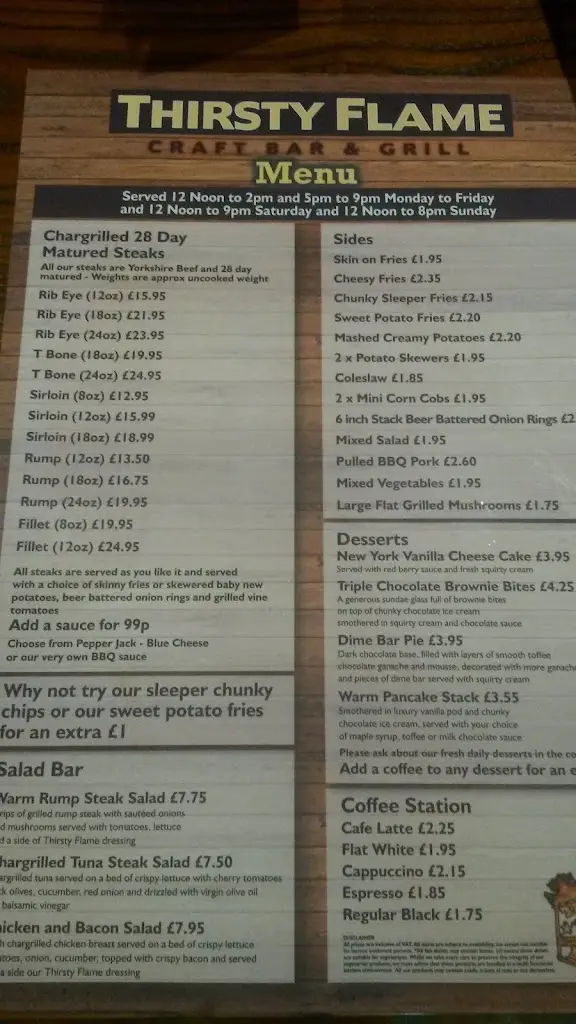 THIRSTY FLAME
CRAFT BAR & GRILL
Menu
Served 12 Noon to 2pm and 5pm to 9pm Monday to Friday
and 12 Noon to 9pm Saturday and 12 Noon to 8pm Sunday
Chargrilled 28 Day
Matured Steaks
All our steaks are Yorkshire Beef and 28 day
matured - Weights are approx uncooked weight
Rib Eye (12oz) £15.95
Rib Eye (18oz) £21.95
Rib Eye (24oz) £23.95
T Bone (18oz) £19.95
T Bone (24oz) £24.95
Sirloin (8oz) £12.95
Sirloin (12oz) £15.99
Sirloin (18oz) £18.99
Rump (12oz) £13.50
Rump (18oz) £16.75
Rump (24oz) £19.95
Fillet (8oz) £19.95
Fillet (12oz) £24.95
All steaks are served as you like it and served
with a choice of skinny fries or skewered baby new
potatoes, beer battered onion rings and grilled vine
tomatoes
Add a sauce for 99p
Choose from Pepper Jack - Blue Cheese
or our very own BBQ sauce
Why not try our sleeper chunky
chips or our sweet potato fries
for an extra £1
Salad Bar
Warm Rump Steak Salad £7.75
rips of grilled rump steak with sautéed onions
d mushrooms served with tomatoes, lettuce
d a side of Thirsty Flame dressing
hargrilled Tuna Steak Salad £7.50
argrilled tuna served on a bed of crispy lettuce with cherry tomatoes
ck olives, cucumber, red onion and drizzled with virgin olive oil
balsamic vinegar
icken and Bacon Salad £7.95
h chargrilled chicken breast served on a bed of crispy lettuce
atoes, onion, cucumber, topped with crispy bacon and served
a side our Thirsty Flame dressing
Sides
Skin on Fries £1.95
Cheesy Fries £2.35
Chunky Sleeper Fries £2.15
Sweet Potato Fries £2.20
Mashed Creamy Potatoes £2.20
2 x Potato Skewers £1.95
Coleslaw £1.85
2 x Mini Corn Cobs £1.95
6 inch Stack Beer Battered Onion Rings £2
Mixed Salad £1.95
Pulled BBQ Pork £2.60
Mixed Vegetables £1.95
Large Flat Grilled Mushrooms £1.75
Desserts
New York Vanilla Cheese Cake £3.95
Served with red berry sauce and fresh squirty cream
Triple Chocolate Brownie Bites £4.25
A generous sundae glass full of brownie bites
on top of chunky chocolate ice cream
smothered in squirty cream and chocolate sauce
Dime Bar Pie £3.95
Dark chocolate base, filled with layers of smooth toffee
chocolate ganache and mousse, decorated with more ganache
and pieces of dime bar served with squirty cream
Warm Pancake Stack £3.55
Smothered in luxury vanilla pod and chunky
chocolate ice cream, served with your choice
of maple syrup, toffee or milk chocolate sauce
Please ask about our fresh daily desserts in the co
Add a coffee to any dessert for an e
Coffee Station
Cafe Latte £2.25
Flat White £1.95
Cappuccino £2.15
Espresso £1.85
Regular Black £1.75
DISCLAIMER